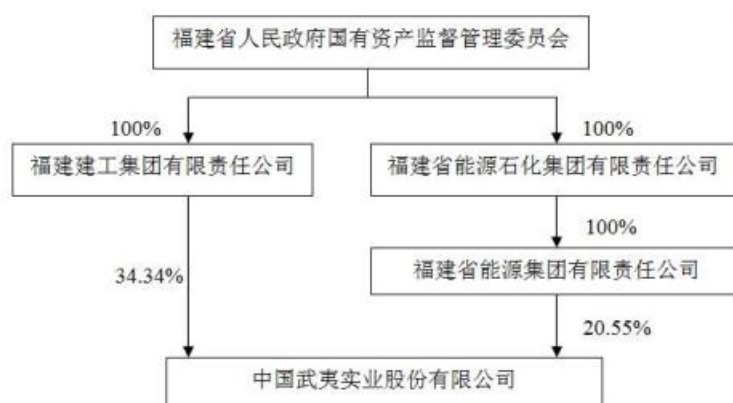 福建省人民政府国有资产监督管理委员会
100%
100%
福建建工集团有限责任公司
福建省能源石化集团有限责任公司
100%
福建省能源集团有限责任公司
34.34%
20.55%
中国武夷实业股份有限公司